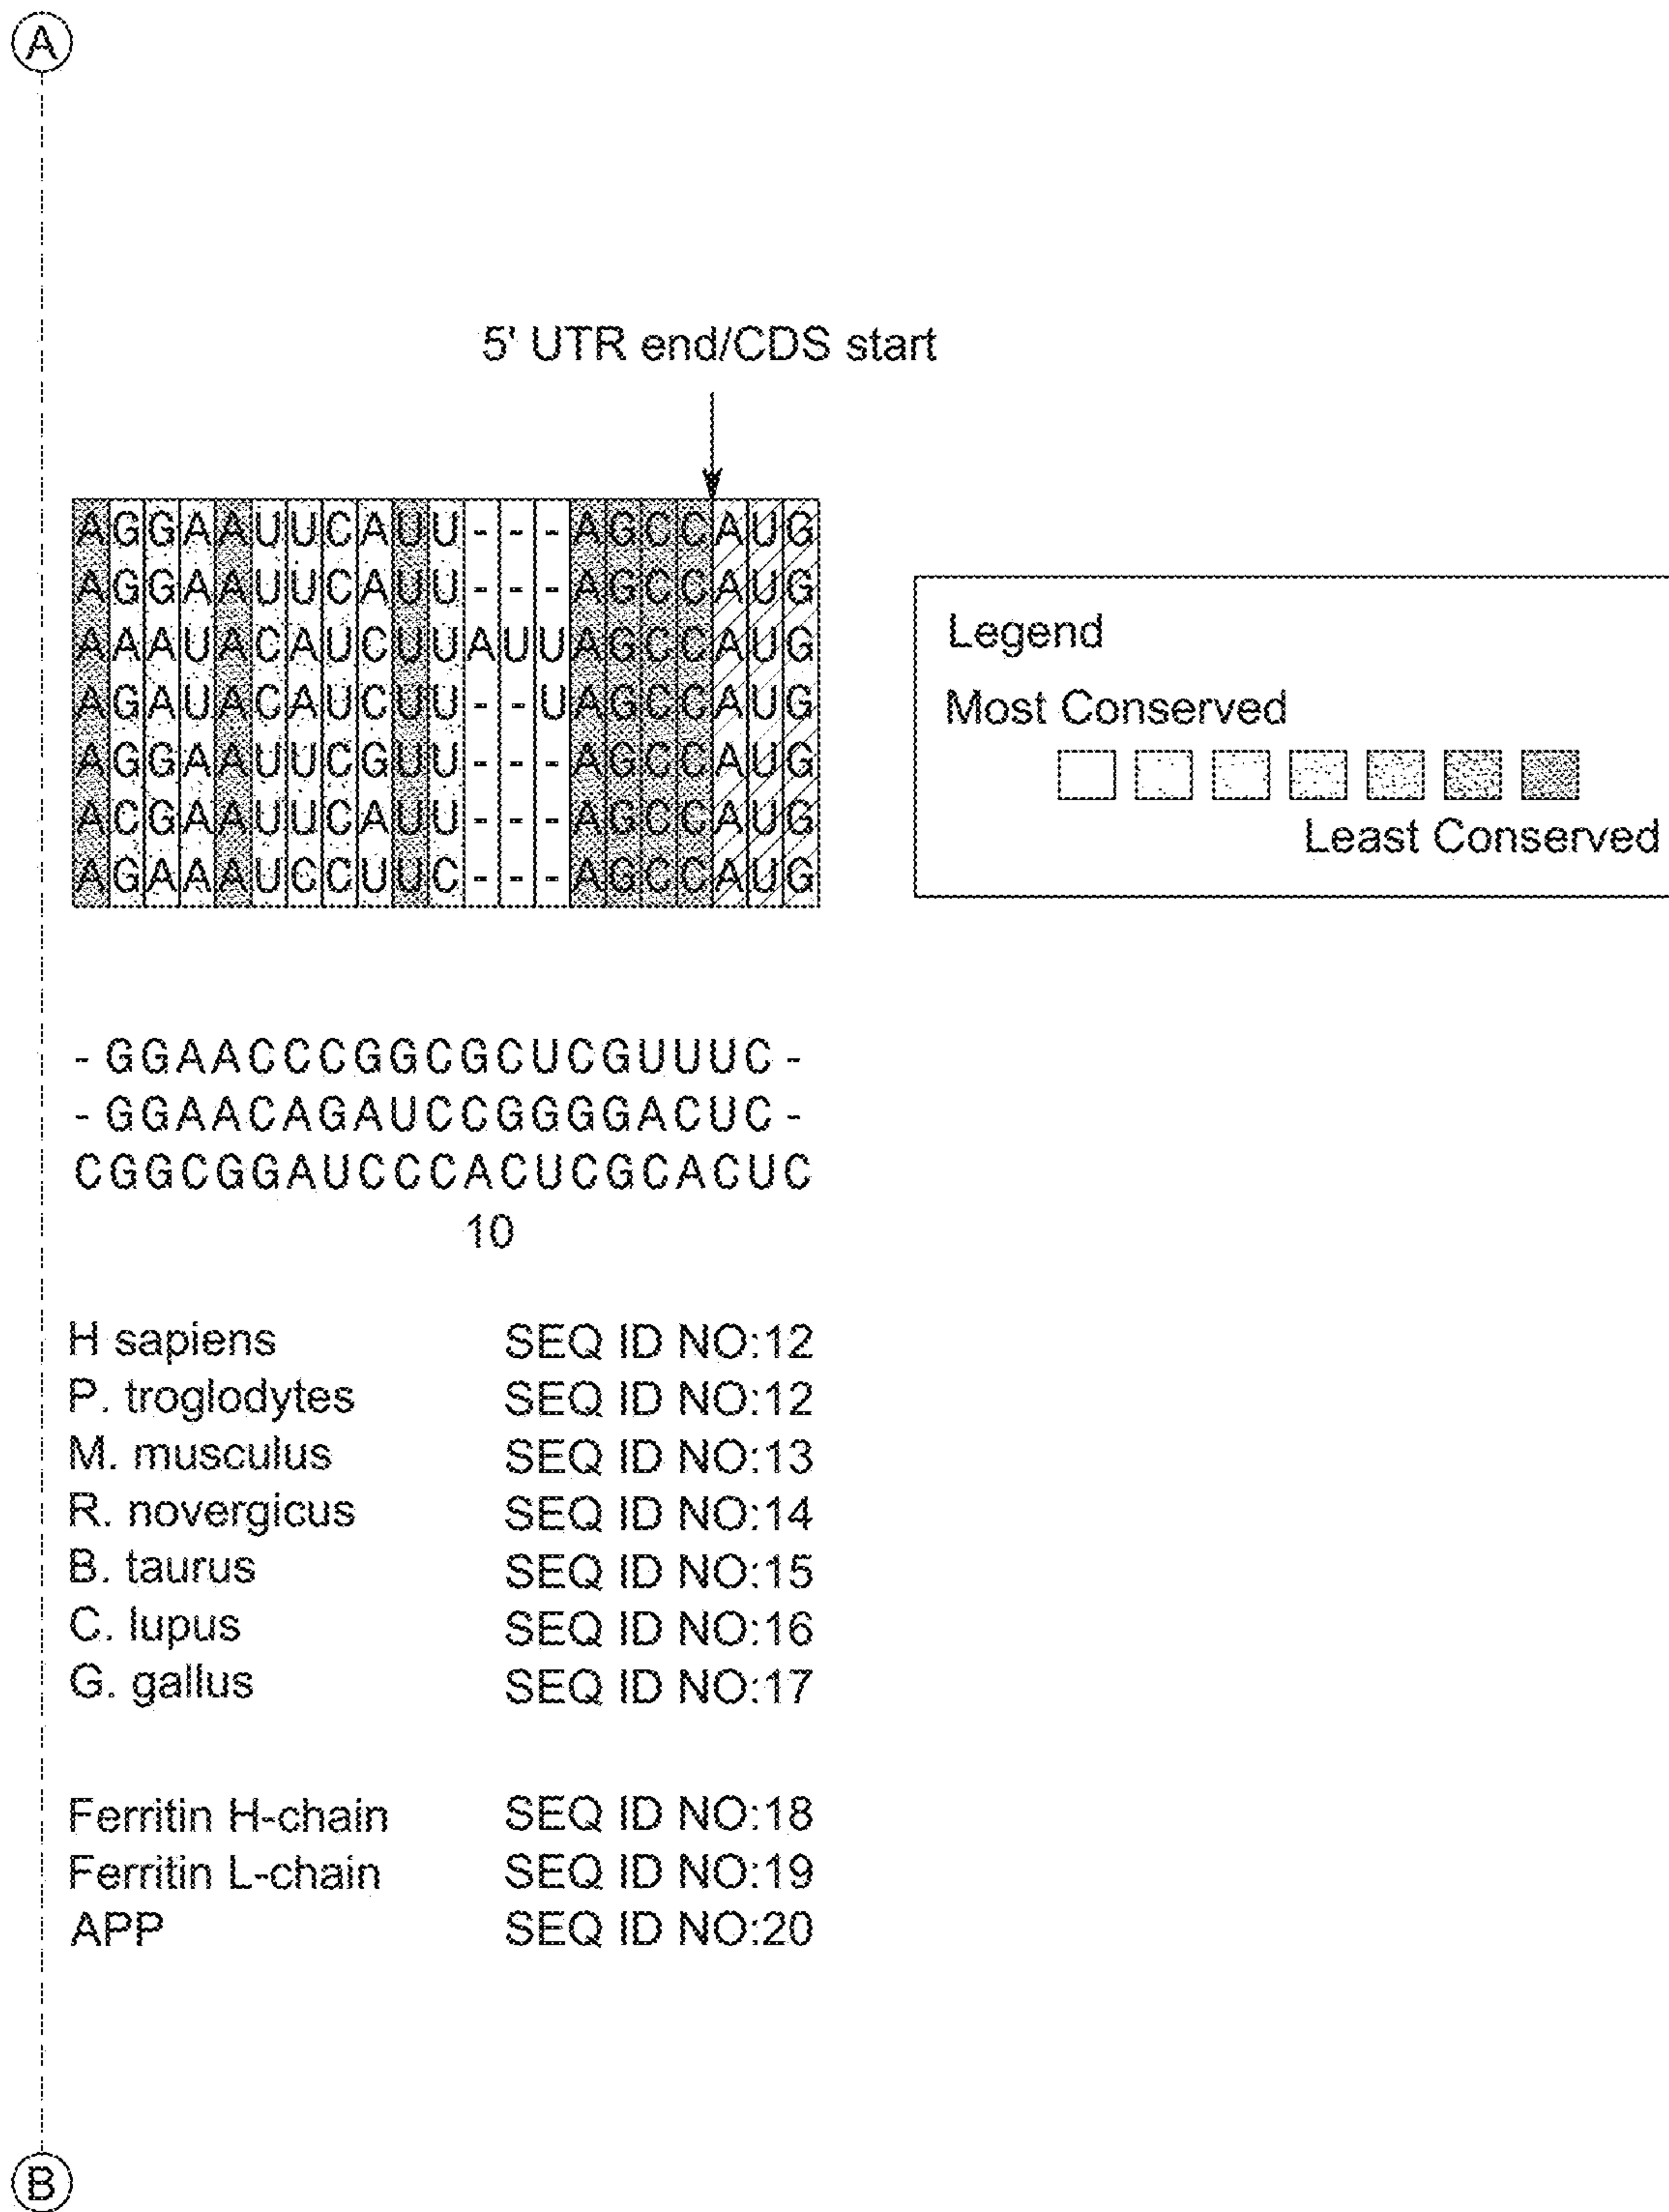 A
5' UTR end/CDS start
AGGAAUUCAUU---AGCCAUG
AGGAAUUCAUU---AGCCAUG
AAAUACAUCUUAUUAGCCAUG
AGAUACAUCUU--UAGCCAUG
AGGAAUUCGUU---AGCCAUG
ACGAAUUCAUU---AGCCAUG
AGAAAUCCUUC---AGCCAUG
Legend
Most Conserved
Least Conserved
-GGAACCCGGCGCUCGUUUC-
-GGAACAGAUCCGGGGACUC-
CGGCGGAUCCCACUCGCACUC
10
H sapiens SEQ ID NO:12
P. troglodytes SEQ ID NO:12
M. musculus SEQ ID NO:13
R. novergicus SEQ ID NO:14
B. taurus SEQ ID NO:15
C. lupus SEQ ID NO:16
G. gallus SEQ ID NO:17
Ferritin H-chain SEQ ID NO:18
Ferritin L-chain SEQ ID NO:19
APP SEQ ID NO:20
B